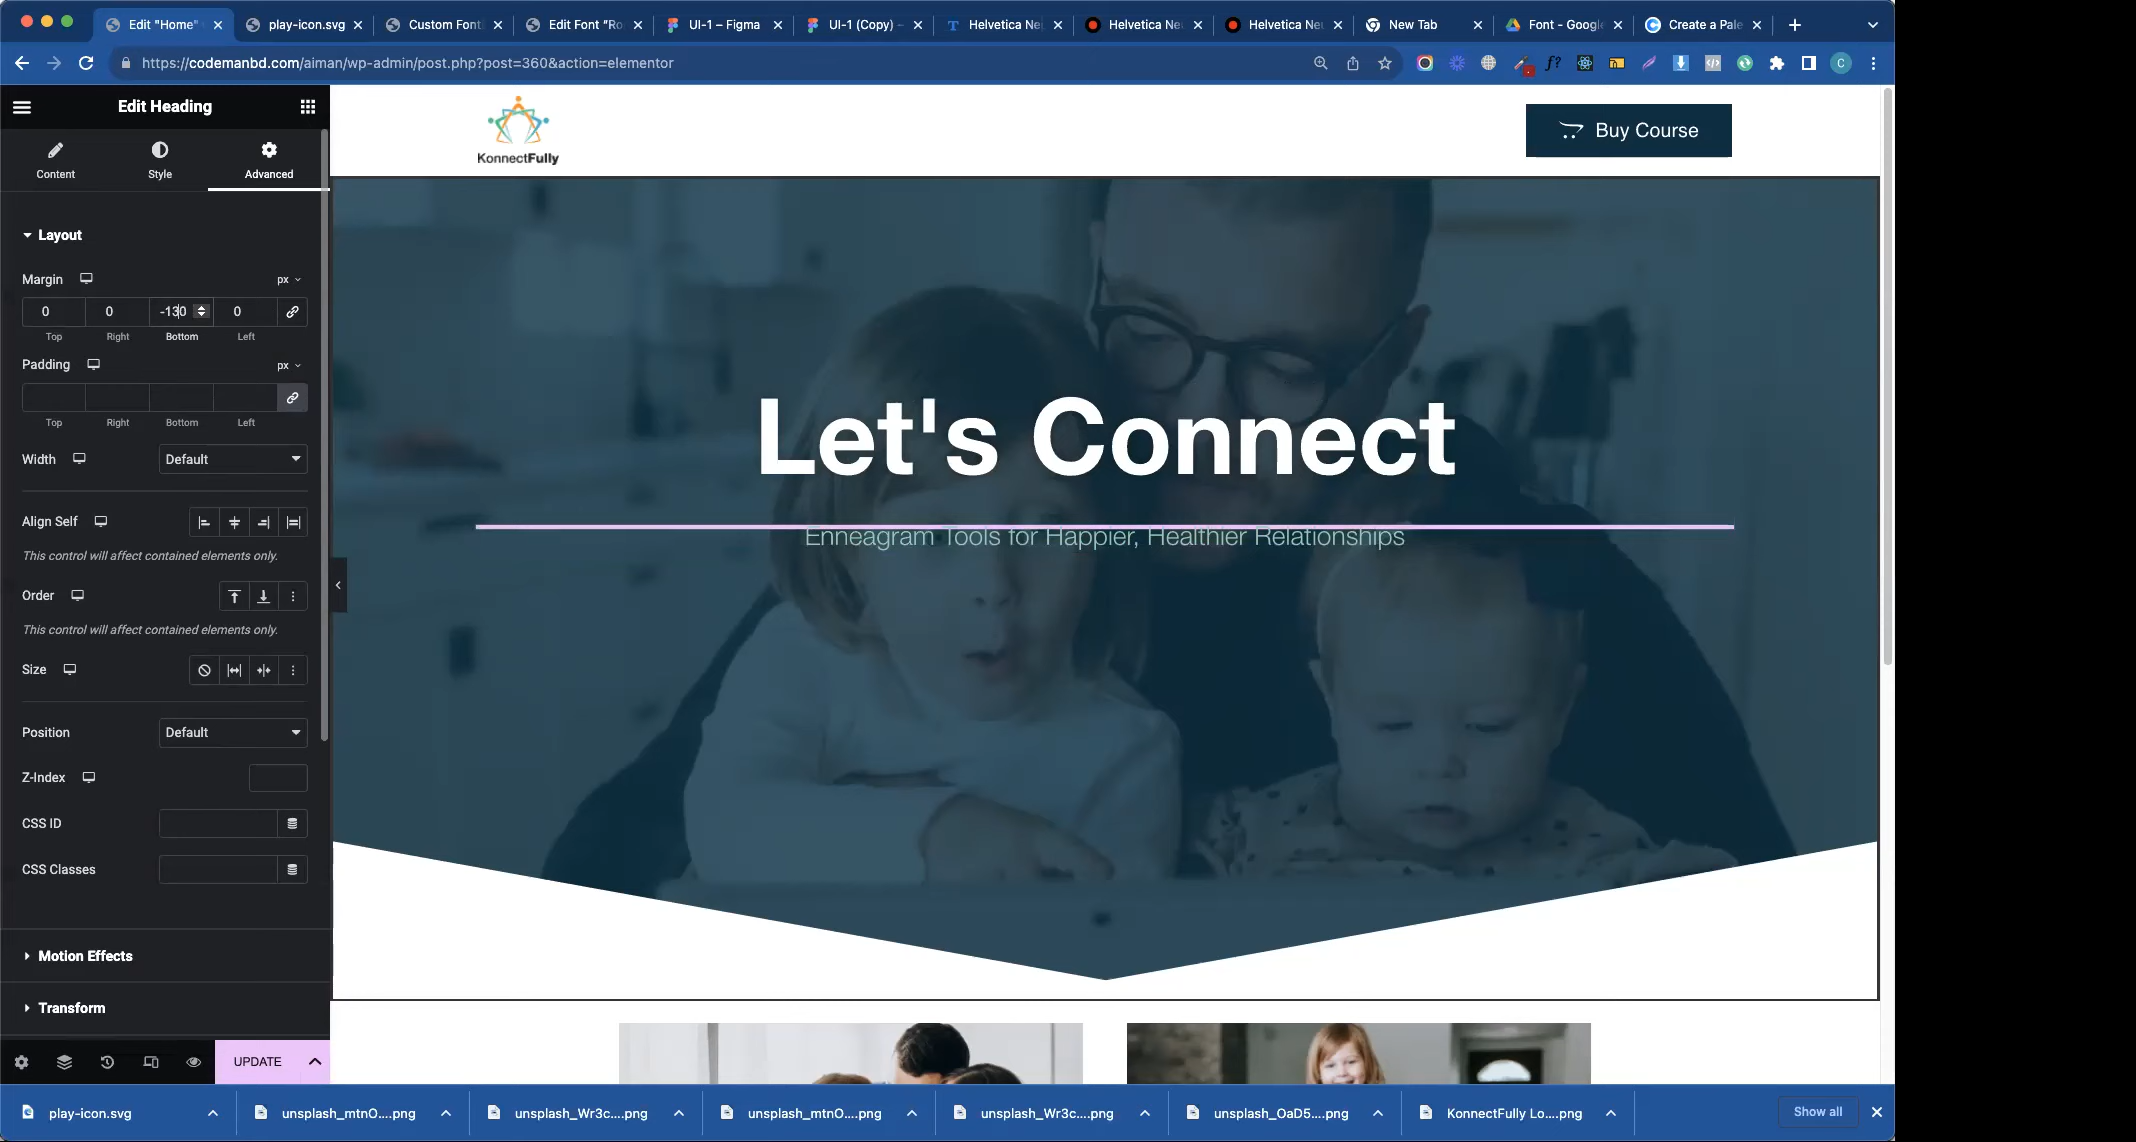 Edit "Home"
play-icon.svg
Custom Font
Edit Font "Ro
UI-1 – Figma
UI-1 (Copy) –
Helvetica Ne
Helvetica Ne
Helvetica Ne
New Tab
Font - Google
Create a Pale
https://codemanbd.com/aiman/wp-admin/post.php?post=360&action=elementor
C
Edit Heading
Content
Style
Advanced
Layout
Margin
px
0
0
-130
0
Top
Right
Bottom
Left
Padding
px
Top
Right
Bottom
Left
Width
Default
Align Self
This control will affect contained elements only.
Order
This control will affect contained elements only.
Size
Position
Default
Z-Index
CSS ID
CSS Classes
Motion Effects
Transform
UPDATE
KonnectFully
Buy Course
Let's Connect
Enneagram Tools for Happier, Healthier Relationships
play-icon.svg
unsplash_mtnO....png
unsplash_Wr3c....png
unsplash_mtnO....png
unsplash_Wr3c....png
unsplash_OaD5....png
KonnectFully Lo....png
Show all